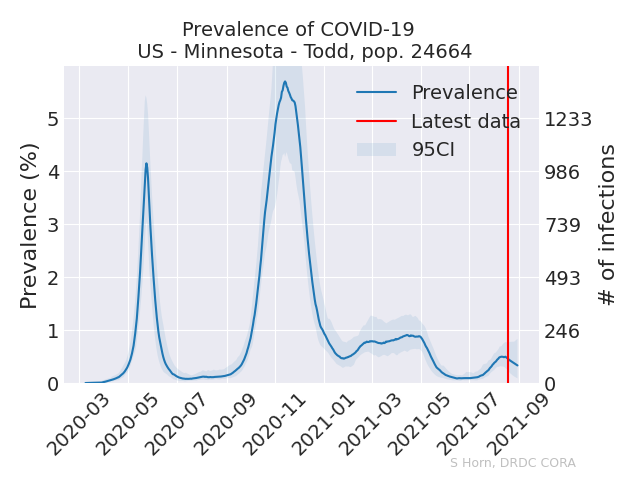 Prevalence of COVID-19
US - Minnesota - Todd, pop. 24664
Prevalence
Latest data
95CI
Prevalence (%)
5
4
3
2
1
0
1233
986
739
493
246
0
# of infections
2020-03
2020-05
2020-07
2020-09
2020-11
2021-01
2021-03
2021-05
2021-07
2021-09
S Horn, DRDC CORA